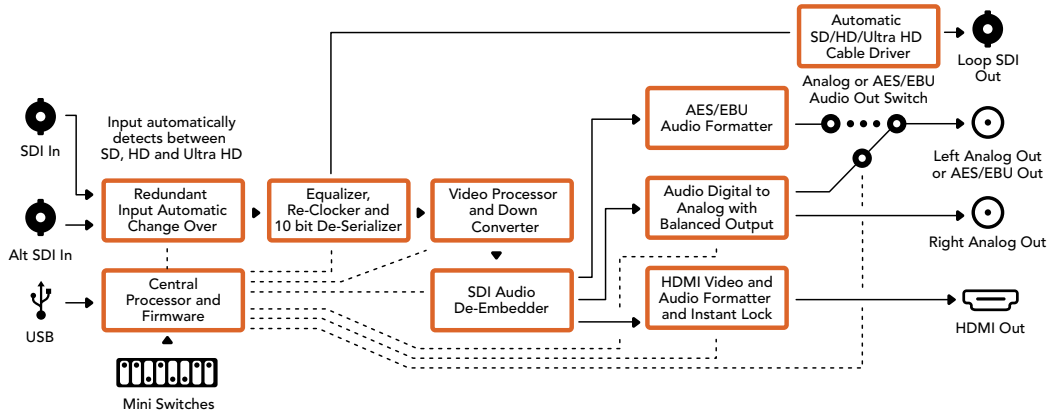 Automatic
SD/HD/Ultra HD
Cable Driver
Loop SDI
Out
Analog or AES/EBU
Audio Out Switch
SDI In
Input automatically
detects between
SD, HD and Ultra HD
AES/EBU
Audio Formatter
Left Analog Out
or AES/EBU Out
Alt SDI In
Redundant
Input Automatic
Change Over
Equalizer,
Re-Clocker and
10 bit De-Serializer
Video Processor
and Down
Converter
Audio Digital to
Analog with
Balanced Output
Right Analog Out
USB
Central
Processor and
Firmware
SDI Audio
De-Embedder
HDMI Video and
Audio Formatter
and Instant Lock
HDMI Out
Mini Switches